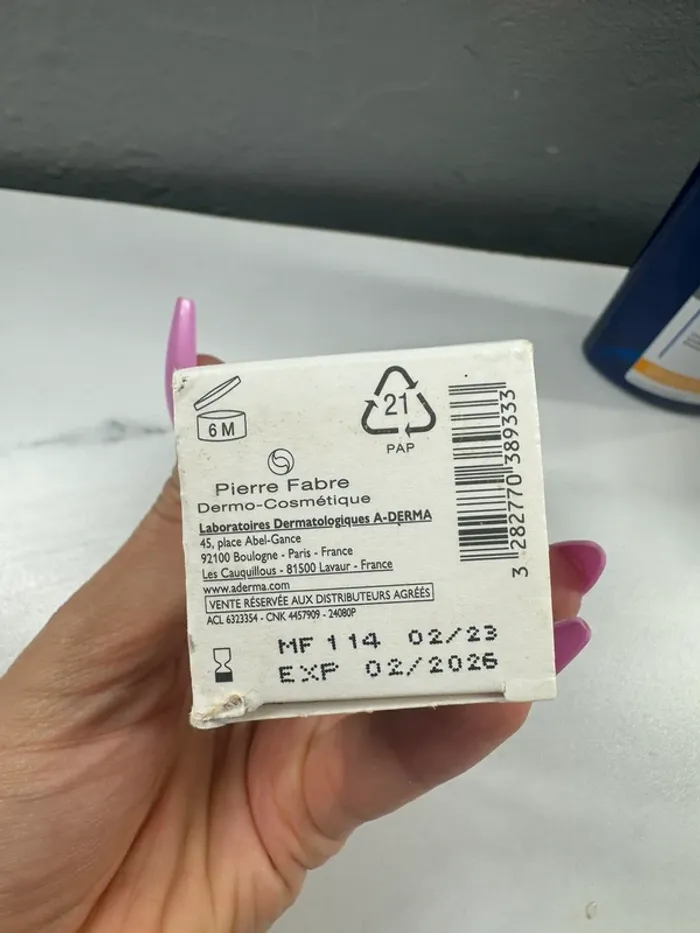 6 M
21
PAP
Pierre Fabre
Dermo-Cosmétique
Laboratoires Dermatologiques A-DERMA
45, place Abel-Gance
92100 Boulogne - Paris - France
Les Cauquillous - 81500 Lavaur - France
www.aderma.com
VENTE RÉSERVÉE AUX DISTRIBUTEURS AGRÉÉS
ACL 6323354 - CNK 4457909 - 24080P
MF 114 02/23
EXP 02/2026
3 282770 389333